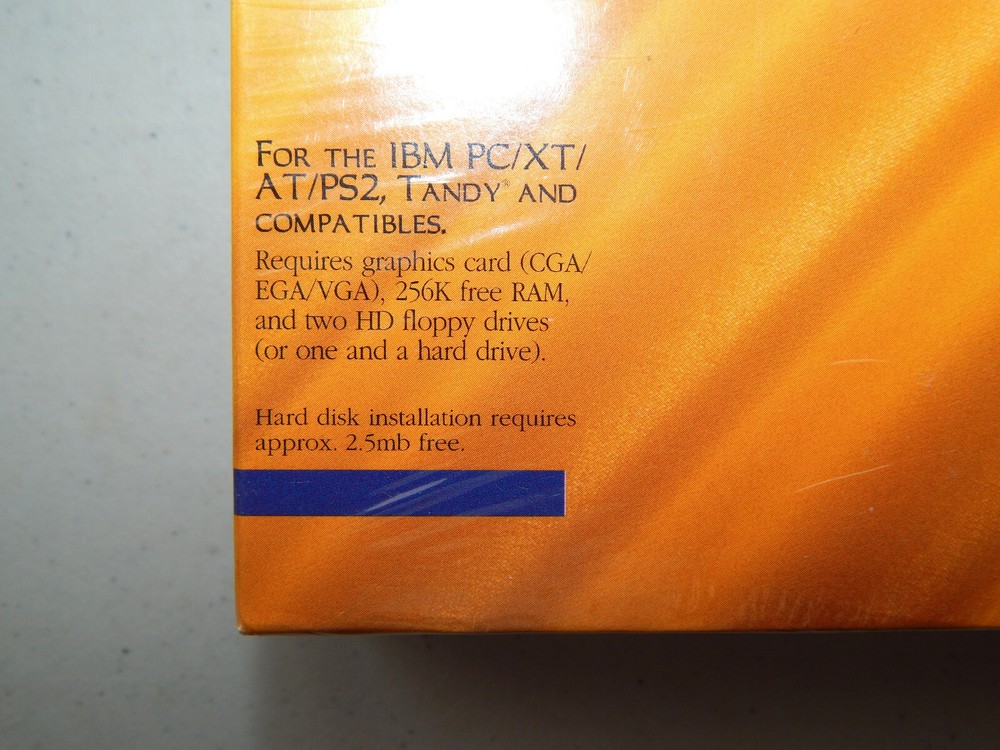 For the IBM PC/XT/
AT/PS2, Tandy® and
compatibles.
Requires graphics card (CGA/
EGA/VGA), 256K free RAM,
and two HD floppy drives
(or one and a hard drive).
Hard disk installation requires
approx. 2.5mb free.